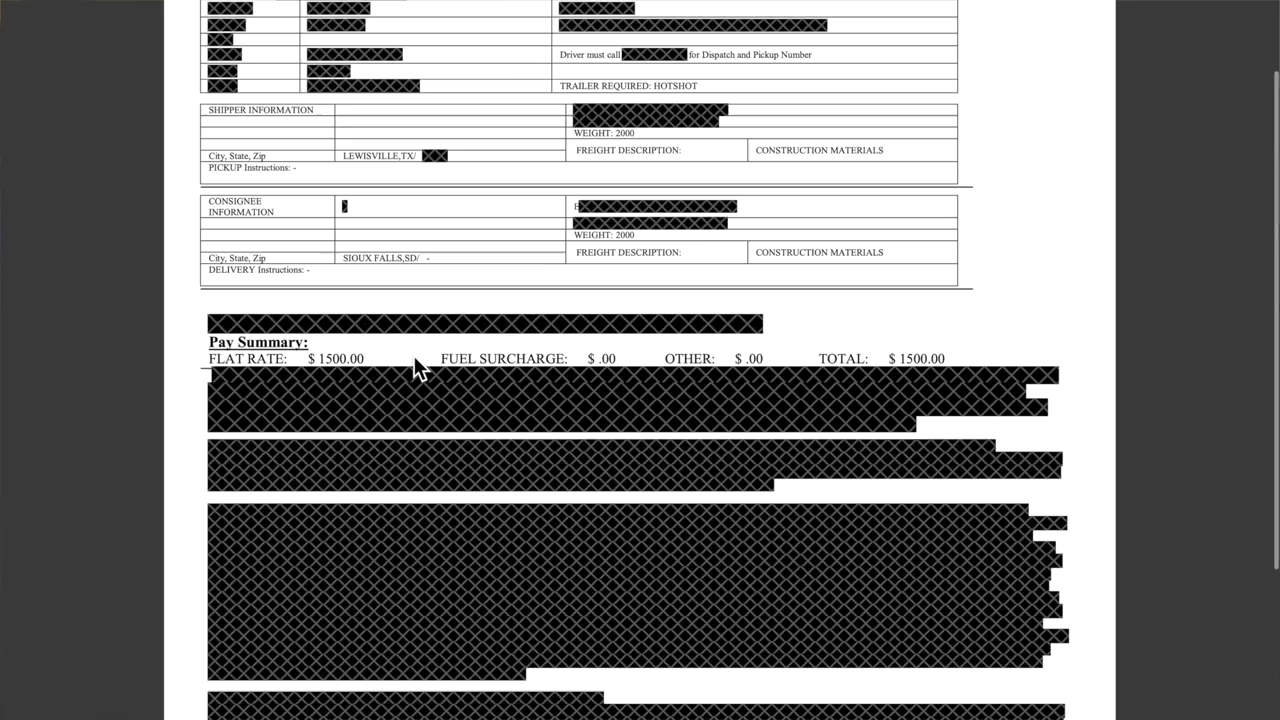 Driver must call for Dispatch and Pickup Number
TRAILER REQUIRED: HOTSHOT
SHIPPER INFORMATION
WEIGHT: 2000
FREIGHT DESCRIPTION: CONSTRUCTION MATERIALS
City, State, Zip LEWISVILLE,TX/
PICKUP Instructions: -
CONSIGNEE
INFORMATION
WEIGHT: 2000
FREIGHT DESCRIPTION: CONSTRUCTION MATERIALS
City, State, Zip SIOUX FALLS,SD/ -
DELIVERY Instructions: -
Pay Summary:
FLAT RATE: $ 1500.00 FUEL SURCHARGE: $ .00 OTHER: $ .00 TOTAL: $ 1500.00